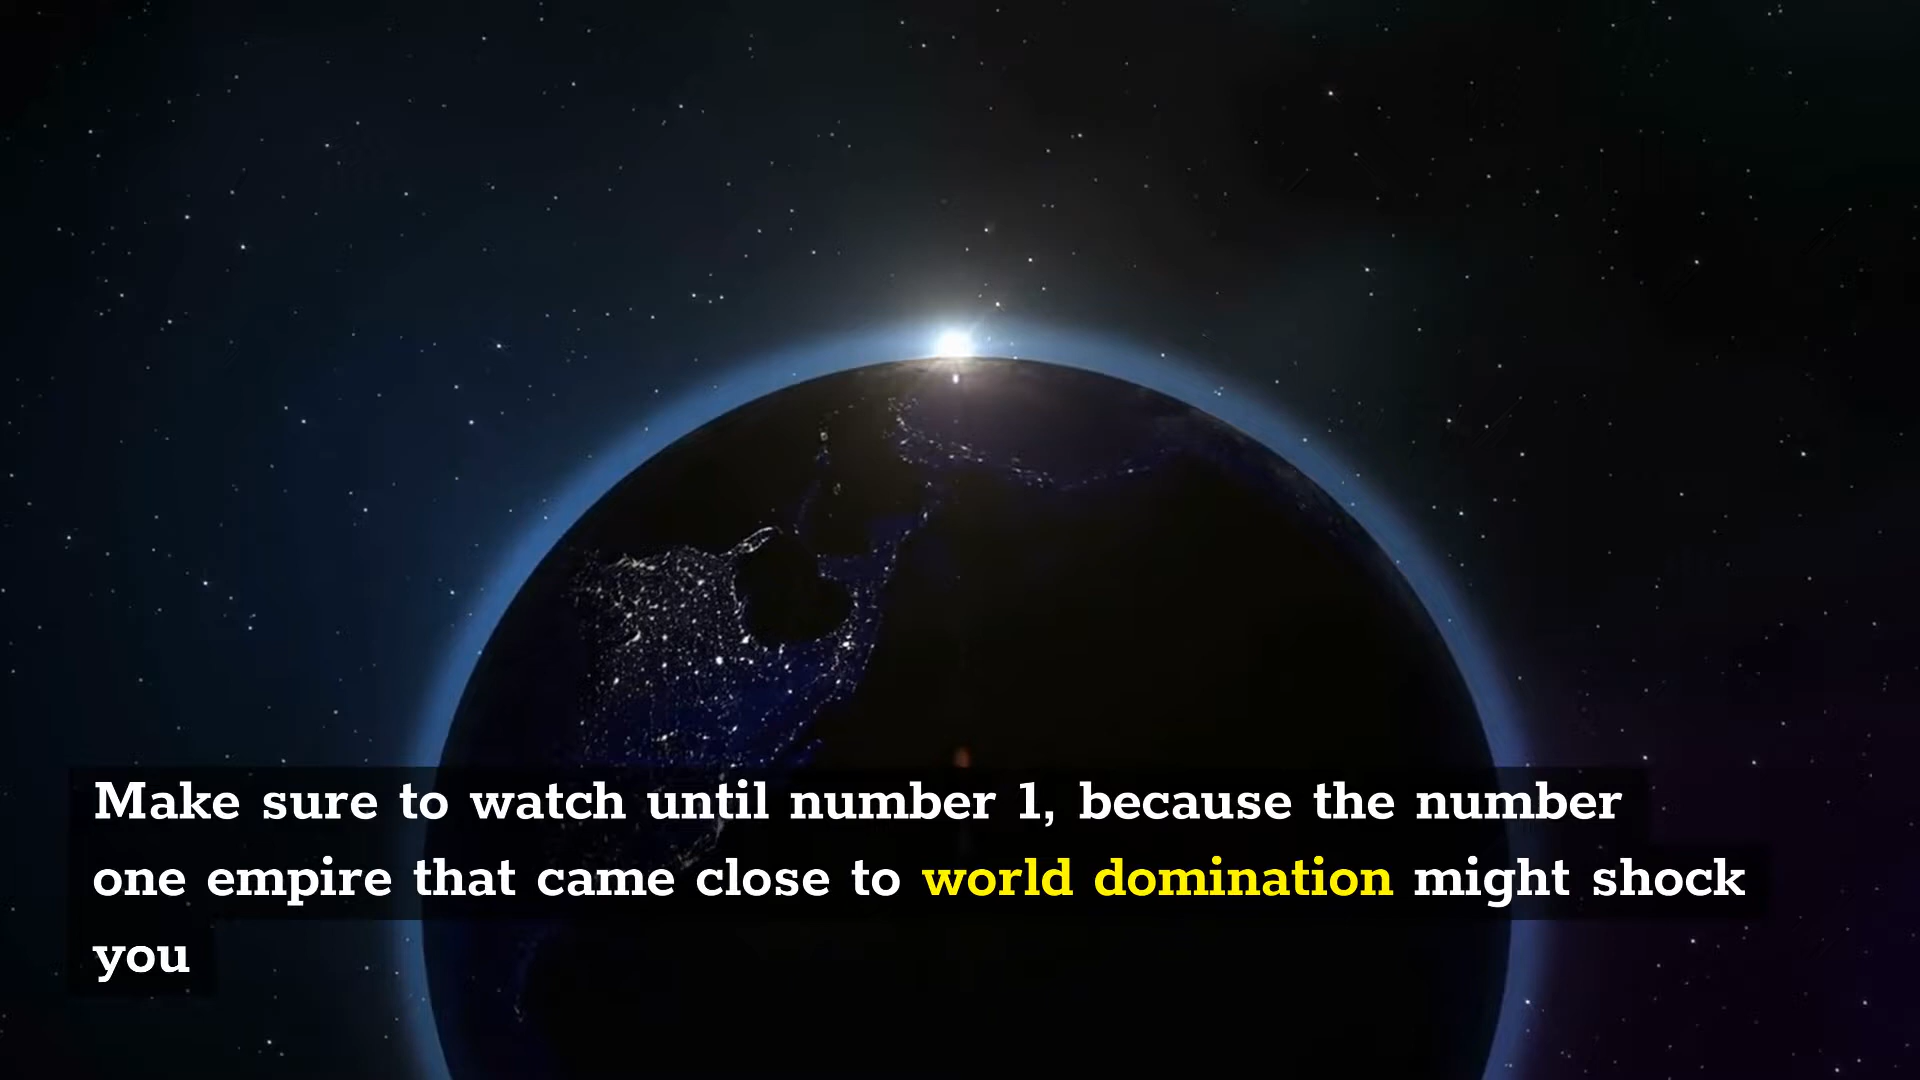 Make sure to watch until number 1, because the number
one empire that came close to world domination might shock
you